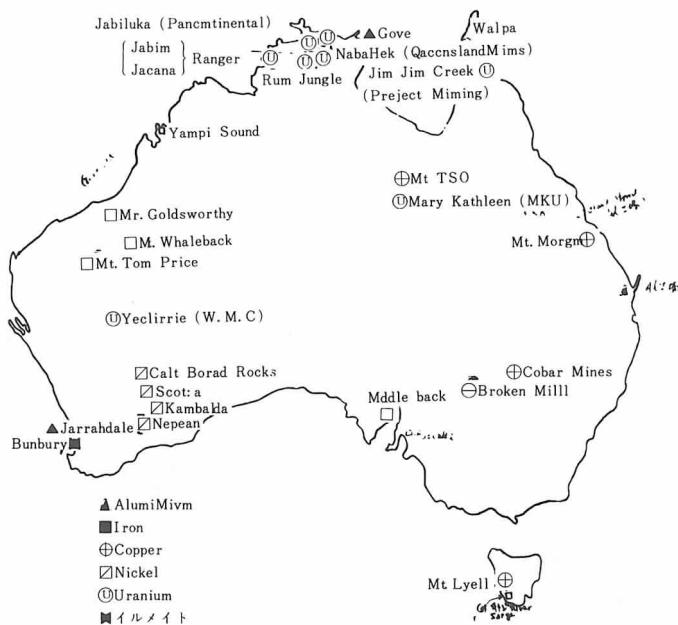 Jabiluka (Pancmtinental)
Gove
Walpa
Jabim
Jacana
Ranger
NabaHek (QaccnslandMims)
Rum Jungle
Jim Jim Creek Ⓤ
(Preject Miming)
Yampi Sound
Mt TSO
Ⓤ Mary Kathleen (MKU)
Mr. Goldsworthy
M. Whaleback
Mt. Tom Price
Mt. Morgn
Ⓤ Yeclirrie (W.M.C)
Calt Borad Rocks
Scot:a
Kambalda
Nepean
Cobar Mines
Broken Milll
Mddle back
Jarrahdale
Bunbury
AlumiMivm
Iron
Copper
Nickel
Ⓤ Uranium
イルメイト
Mt Lyell